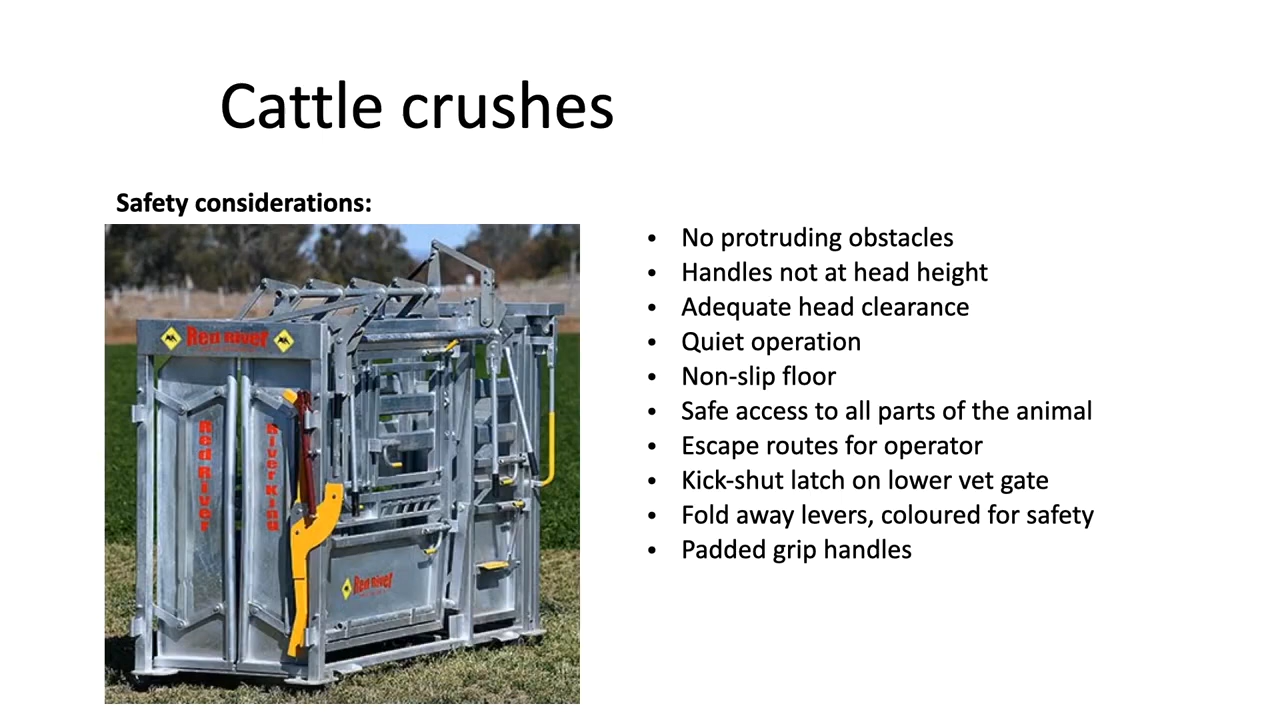 Cattle crushes
Safety considerations:
• No protruding obstacles
• Handles not at head height
• Adequate head clearance
• Quiet operation
• Non-slip floor
• Safe access to all parts of the animal
• Escape routes for operator
• Kick-shut latch on lower vet gate
• Fold away levers, coloured for safety
• Padded grip handles
Red River
Red River
River King
Red River